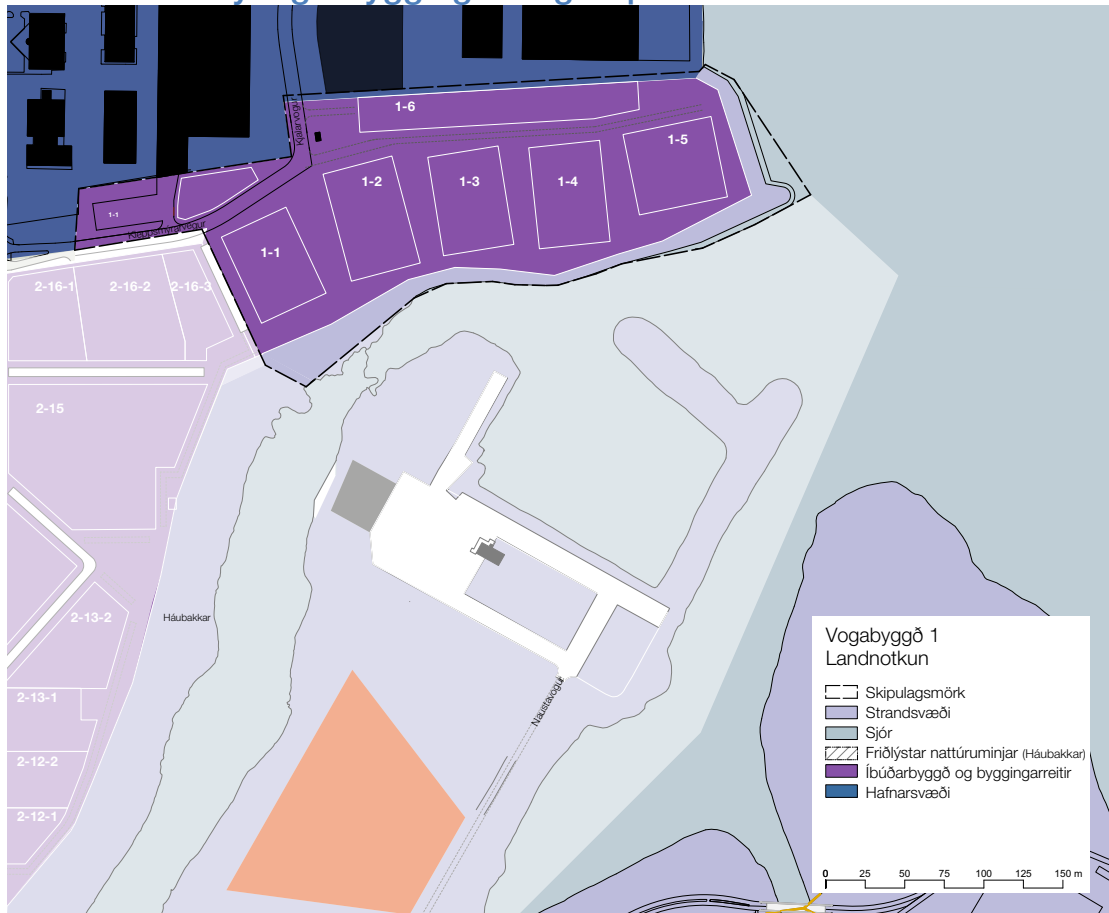 1-6
Kjalarvogur
1-5
1-2
1-3
1-4
1-1
Kleppsmýrarvegur
1-1
2-16-1
2-16-2
2-16-3
2-15
2-13-2
Háubakkar
2-13-1
2-12-2
2-12-1
Naustavogur
Vogabyggð 1
Landnotkun
Skipulagsmörk
Strandsvæði
Sjór
Friðlýstar nattúruminjar (Háubakkar)
Íbúðarbyggð og byggingarreitir
Hafnarsvæði
0 25 50 75 100 125 150 m